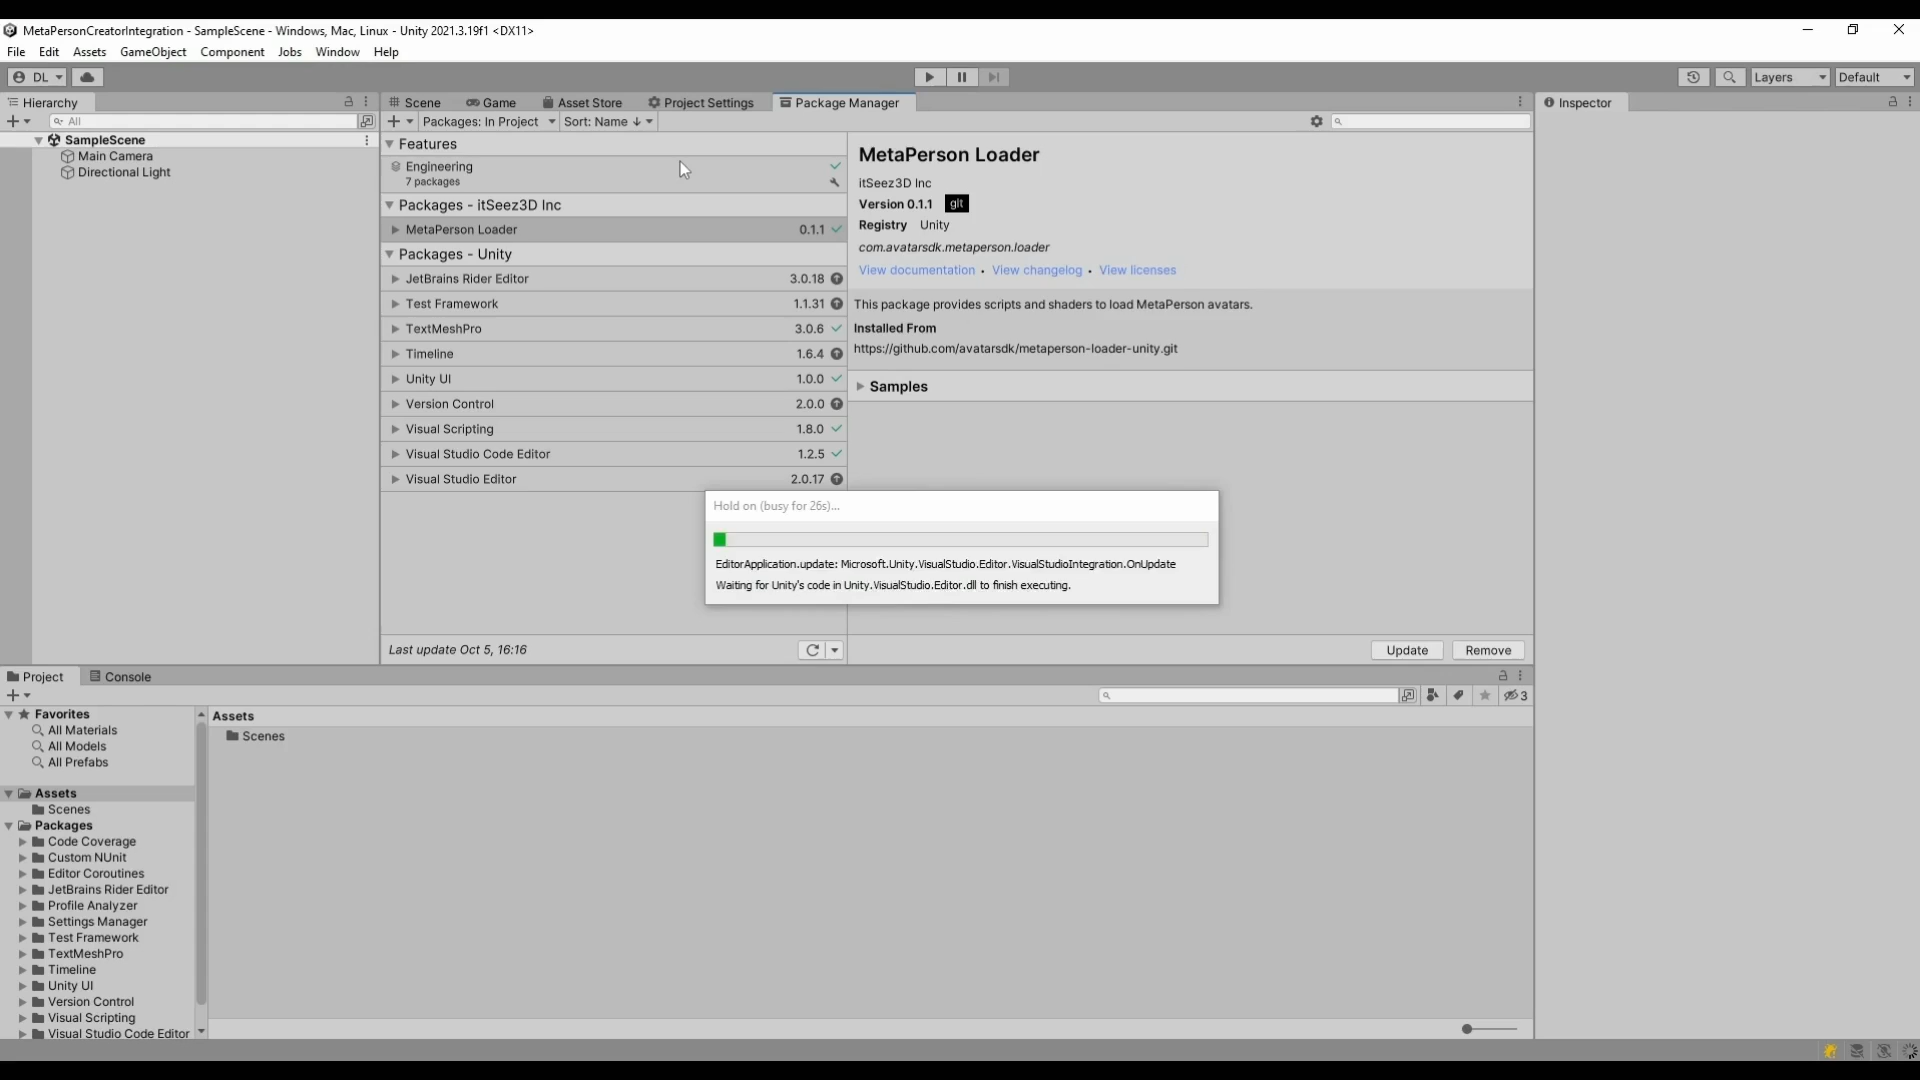 MetaPersonCreatorIntegration - SampleScene - Windows, Mac, Linux - Unity 2021.3.19f1 <DX11>
File Edit Assets GameObject Component Jobs Window Help
DL
Layers
Default
Hierarchy
Scene
Game
Asset Store
Project Settings
Package Manager
Inspector
All
Packages: In Project
Sort: Name ↓
SampleScene
Main Camera
Directional Light
Features
Engineering
7 packages
Packages - itSeez3D Inc
MetaPerson Loader 0.1.1
Packages - Unity
JetBrains Rider Editor 3.0.18
Test Framework 1.1.31
TextMeshPro 3.0.6
Timeline 1.6.4
Unity UI 1.0.0
Version Control 2.0.0
Visual Scripting 1.8.0
Visual Studio Code Editor 1.2.5
Visual Studio Editor 2.0.17
Last update Oct 5, 16:16
MetaPerson Loader
itSeez3D Inc
Version 0.1.1 git
Registry Unity
com.avatarsdk.metaperson.loader
View documentation • View changelog • View licenses
This package provides scripts and shaders to load MetaPerson avatars.
Installed From
https://github.com/avatarsdk/metaperson-loader-unity.git
Samples
Update
Remove
Hold on (busy for 26s)...
EditorApplication.update: Microsoft.Unity.VisualStudio.Editor.VisualStudioIntegration.OnUpdate
Waiting for Unity's code in Unity.VisualStudio.Editor.dll to finish executing.
Project
Console
3
Favorites
All Materials
All Models
All Prefabs
Assets
Scenes
Packages
Code Coverage
Custom NUnit
Editor Coroutines
JetBrains Rider Editor
Profile Analyzer
Settings Manager
Test Framework
TextMeshPro
Timeline
Unity UI
Version Control
Visual Scripting
Visual Studio Code Editor
Assets
Scenes